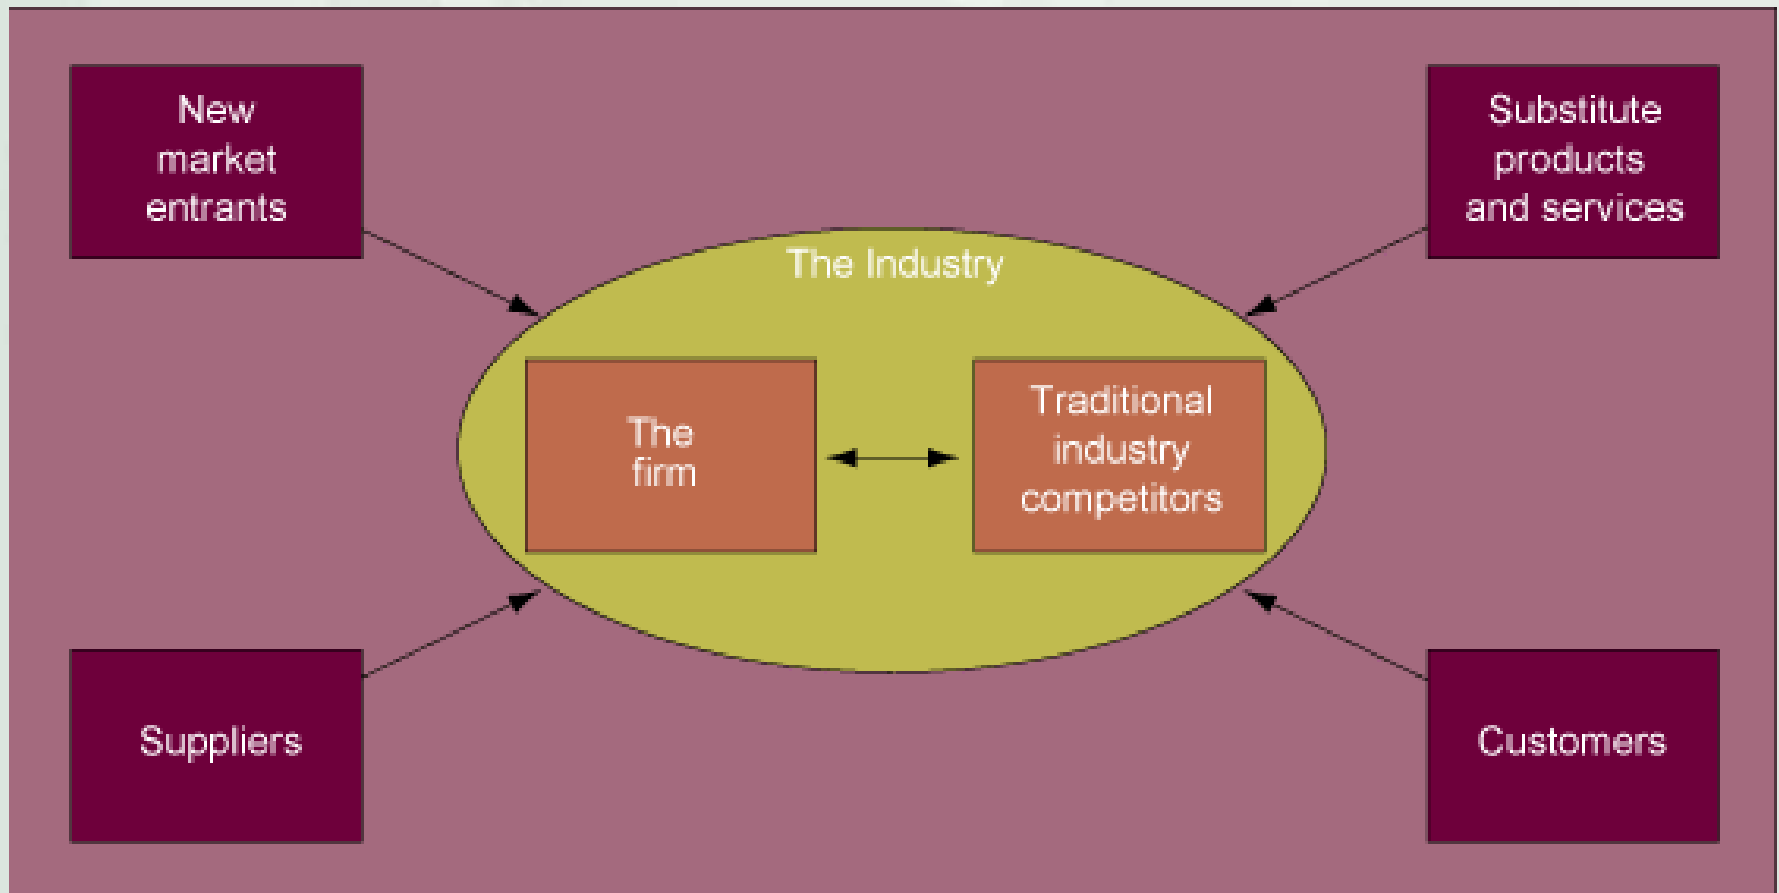 New
market
entrants
Substitute
products
and services
The Industry
The
firm
Traditional
industry
competitors
Suppliers
Customers